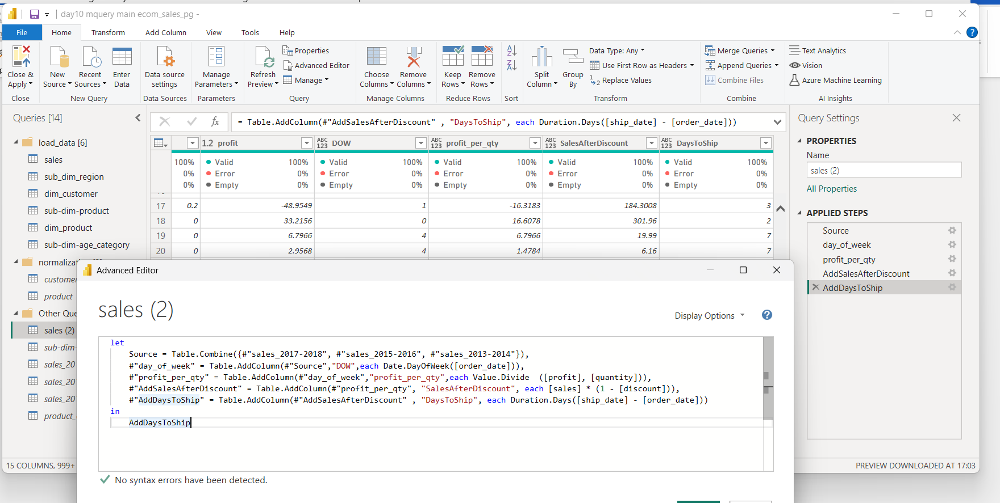 day10 mquery main ecom_sales_pg -
File Home Transform Add Column View Tools Help
Close & Apply
New Source
Recent Sources
Enter Data
Data source settings
Manage Parameters
Refresh Preview
Properties
Advanced Editor
Manage
Choose Columns
Remove Columns
Keep Rows
Remove Rows
Split Column
Group By
Data Type: Any
Use First Row as Headers
Replace Values
Merge Queries
Append Queries
Combine Files
Text Analytics
Vision
Azure Machine Learning
Close New Query Data Sources Parameters Query Manage Columns Reduce Rows Sort Transform Combine AI Insights
Queries [14]
load_data [6]
sales
sub_dim_region
dim_customer
sub-dim-product
dim_product
sub-dim-age_category
normalizat
custome
product
Other Que
sales (2)
sub-dim-
sales_20
sales_20
sales_20
product_
fx = Table.AddColumn(#"AddSalesAfterDiscount" , "DaysToShip", each Duration.Days([ship_date] - [order_date]))
1.2 profit ABC 123 DOW ABC 123 profit_per_qty ABC 123 SalesAfterDiscount ABC 123 DaysToShip
100% Valid 100% Valid 100% Valid 100% Valid 100% Valid 100%
0% Error 0% Error 0% Error 0% Error 0% Error 0%
0% Empty 0% Empty 0% Empty 0% Empty 0% Empty 0%
17 0.2 -48.9549 1 -16.3183 184.3008 3
18 0 33.2156 0 16.6078 301.96 2
19 0 6.7966 4 6.7966 19.99 7
20 0 2.9568 4 1.4784 6.16 7
Query Settings
PROPERTIES
Name
sales (2)
All Properties
APPLIED STEPS
Source
day_of_week
profit_per_qty
AddSalesAfterDiscount
AddDaysToShip
Advanced Editor
sales (2)
Display Options
let
Source = Table.Combine({#"sales_2017-2018", #"sales_2015-2016", #"sales_2013-2014"}),
#"day_of_week" = Table.AddColumn(#"Source","DOW",each Date.DayOfWeek([order_date])),
#"profit_per_qty" = Table.AddColumn(#"day_of_week","profit_per_qty",each Value.Divide  ([profit], [quantity])),
#"AddSalesAfterDiscount" = Table.AddColumn(#"profit_per_qty", "SalesAfterDiscount", each [sales] * (1 - [discount])),
#"AddDaysToShip" = Table.AddColumn(#"AddSalesAfterDiscount" , "DaysToShip", each Duration.Days([ship_date] - [order_date]))
in
AddDaysToShip
No syntax errors have been detected.
15 COLUMNS, 999+
PREVIEW DOWNLOADED AT 17:03